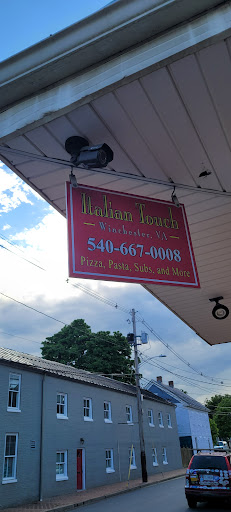 Italian Touch
Winchester, VA
540-667-0008
Pizza, Pasta, Subs, and More